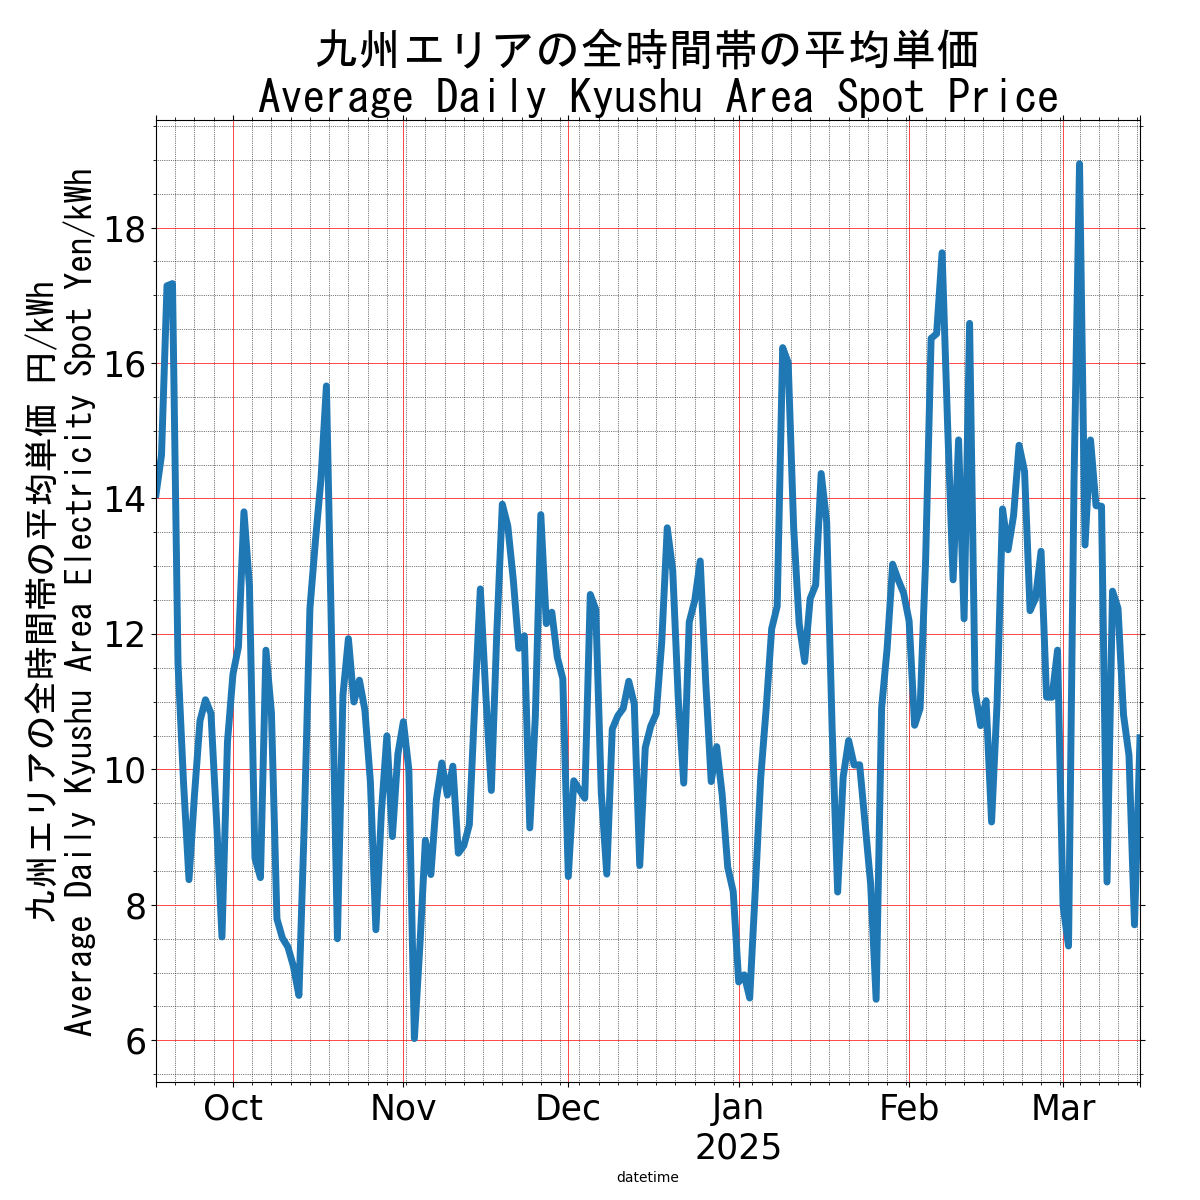 九州エリアの全時間帯の平均単価
Average Daily Kyushu Area Spot Price
九州エリアの全時間帯の平均単価 円/kWh
Average Daily Kyushu Area Electricity Spot Yen/kWh
18
16
14
12
10
8
6
Oct Nov Dec Jan Feb Mar
2025
datetime